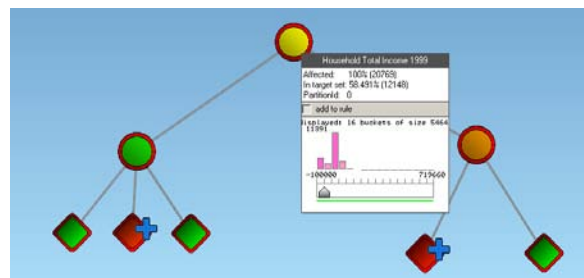 Household Total Income 1999
Affected: 100% (20769)
In target set: 58.491% (12148)
PartitionId: 0
add to rule
isplayed: 16 buckets of size 5464
11391
-100000 719660